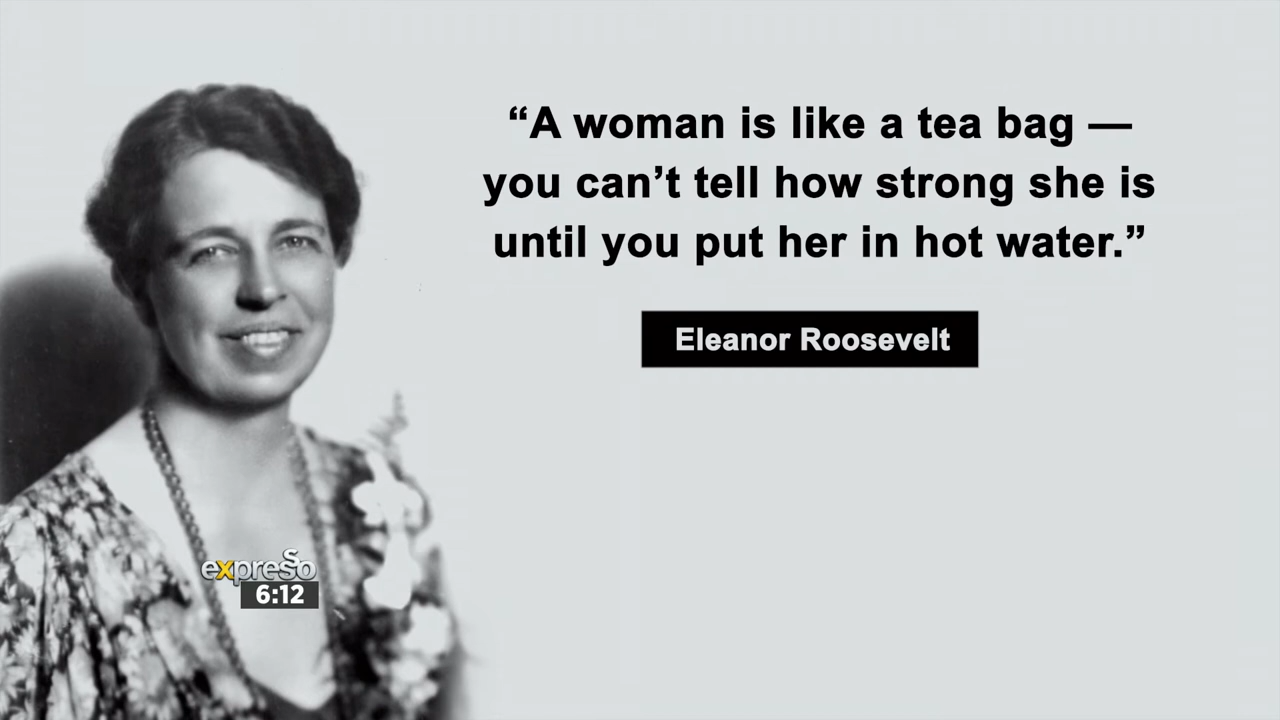 “A woman is like a tea bag —
you can’t tell how strong she is
until you put her in hot water.”
Eleanor Roosevelt
expresso
6:12